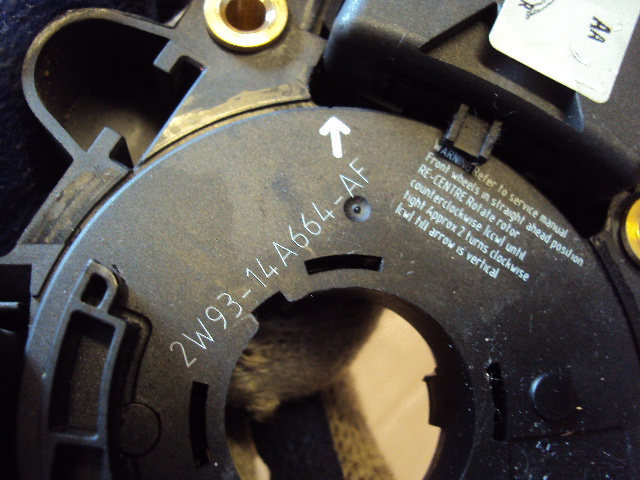 AA
R
WARNING Refer to service manual
Front wheels in straight ahead position
RE-CENTRE Rotate rotor
counterclockwise (ccw) until
tight Approx 2 turns clockwise
(cw) till arrow is vertical
2W93-14A664-AF